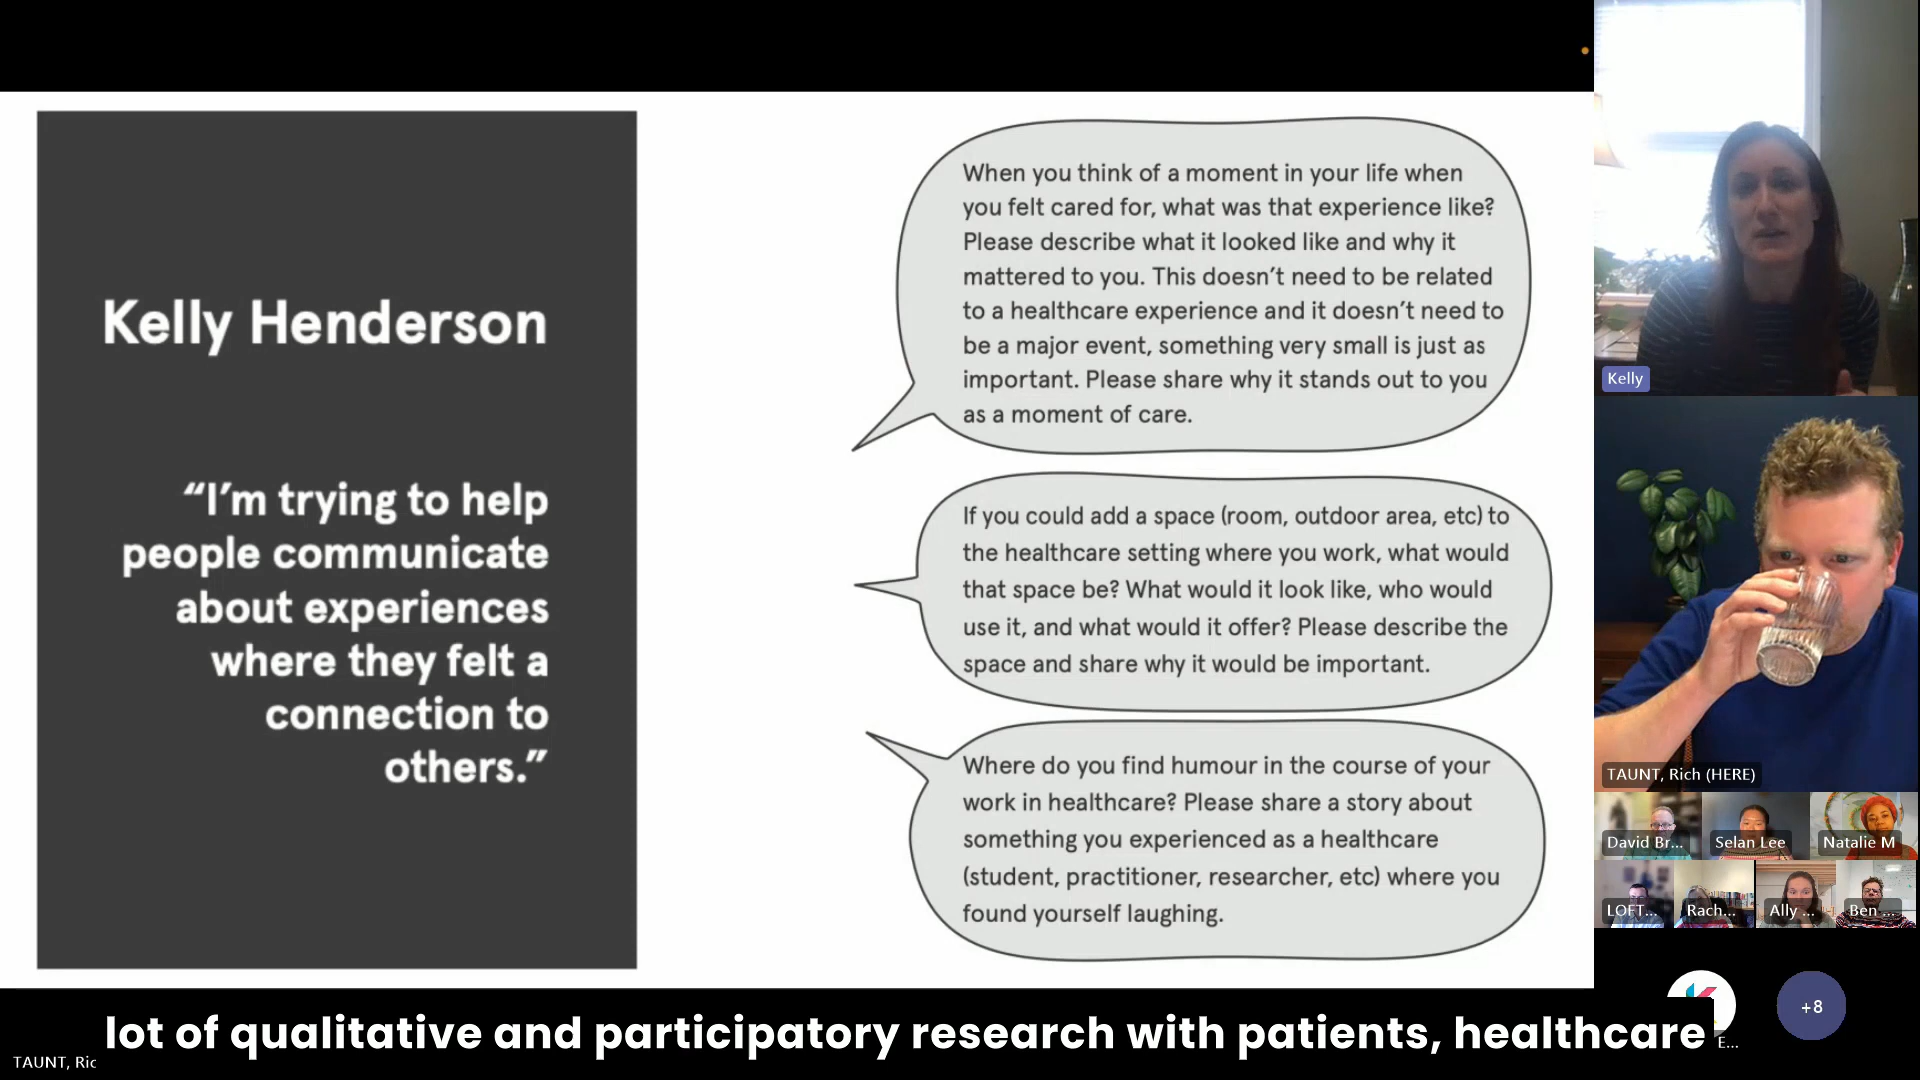 Kelly Henderson
“I’m trying to help
people communicate
about experiences
where they felt a
connection to
others.”
When you think of a moment in your life when
you felt cared for, what was that experience like?
Please describe what it looked like and why it
mattered to you. This doesn’t need to be related
to a healthcare experience and it doesn’t need to
be a major event, something very small is just as
important. Please share why it stands out to you
as a moment of care.
If you could add a space (room, outdoor area, etc) to
the healthcare setting where you work, what would
that space be? What would it look like, who would
use it, and what would it offer? Please describe the
space and share why it would be important.
Where do you find humour in the course of your
work in healthcare? Please share a story about
something you experienced as a healthcare
(student, practitioner, researcher, etc) where you
found yourself laughing.
Kelly
TAUNT, Rich (HERE)
David Br...
Selan Lee
Natalie M
LOFT...
Rach...
Ally ...
Ben ...
+8
E...
lot of qualitative and participatory research with patients, healthcare
TAUNT, Ric